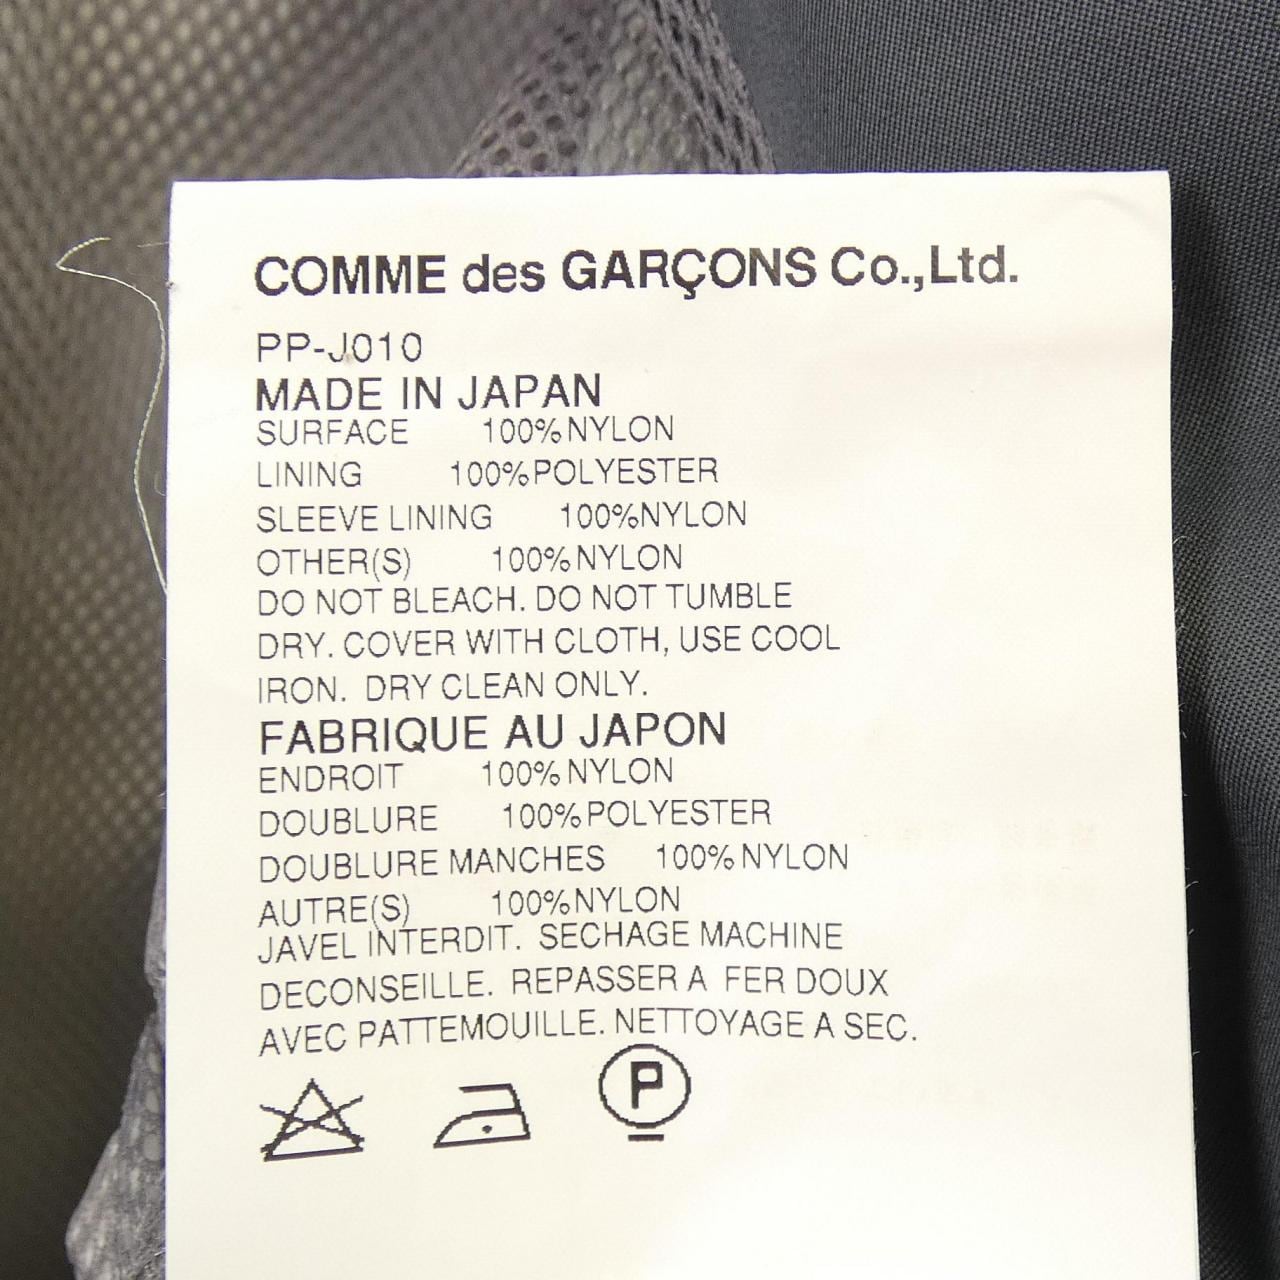 COMME des GARÇONS Co.,Ltd.
PP-J010
MADE IN JAPAN
SURFACE 100%NYLON
LINING 100%POLYESTER
SLEEVE LINING 100%NYLON
OTHER(S) 100%NYLON
DO NOT BLEACH. DO NOT TUMBLE
DRY. COVER WITH CLOTH, USE COOL
IRON. DRY CLEAN ONLY.
FABRIQUE AU JAPON
ENDROIT 100%NYLON
DOUBLURE 100%POLYESTER
DOUBLURE MANCHES 100%NYLON
AUTRE(S) 100%NYLON
JAVEL INTERDIT. SECHAGE MACHINE
DECONSEILLE. REPASSER A FER DOUX
AVEC PATTEMOUILLE. NETTOYAGE A SEC.
P